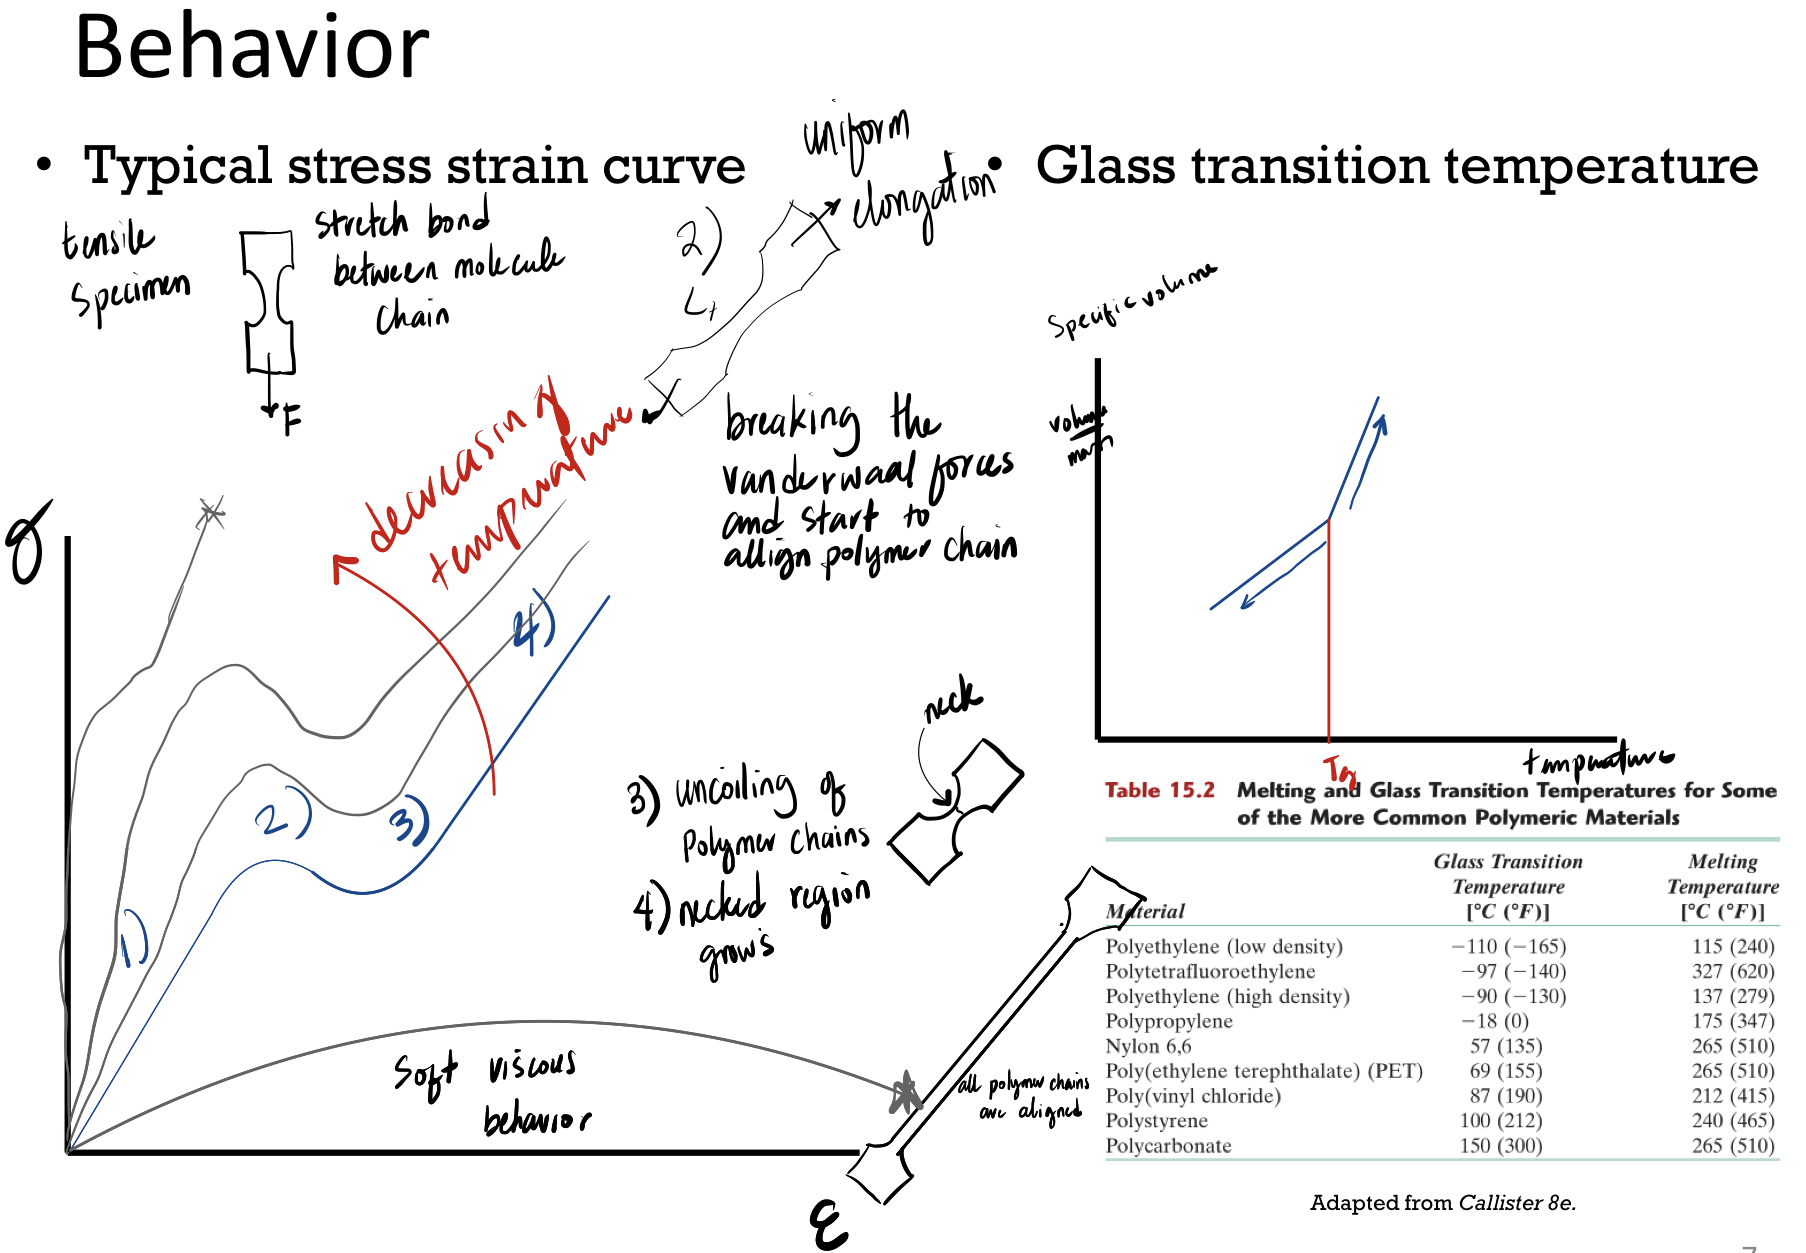 Behavior
• Typical stress strain curve
tensile
specimen
stretch bond
between molecule
chain
F
2)
uniform
elongation
decreasing of
temperature
breaking the
vanderwaal forces
and start to
allign polymer chain
σ
1)
2)
3)
4)
3) uncoiling of
Polymer chains
4) necked region
grows
neck
Soft viscous
behavior
all polymer chains
are aligned
ε
• Glass transition temperature
Specific volume
volume
mass
Tg
temperature
Table 15.2 Melting and Glass Transition Temperatures for Some
of the More Common Polymeric Materials
Glass Transition Melting
Temperature Temperature
Material [°C (°F)] [°C (°F)]
Polyethylene (low density) −110 (−165) 115 (240)
Polytetrafluoroethylene −97 (−140) 327 (620)
Polyethylene (high density) −90 (−130) 137 (279)
Polypropylene −18 (0) 175 (347)
Nylon 6,6 57 (135) 265 (510)
Poly(ethylene terephthalate) (PET) 69 (155) 265 (510)
Poly(vinyl chloride) 87 (190) 212 (415)
Polystyrene 100 (212) 240 (465)
Polycarbonate 150 (300) 265 (510)
Adapted from Callister 8e.